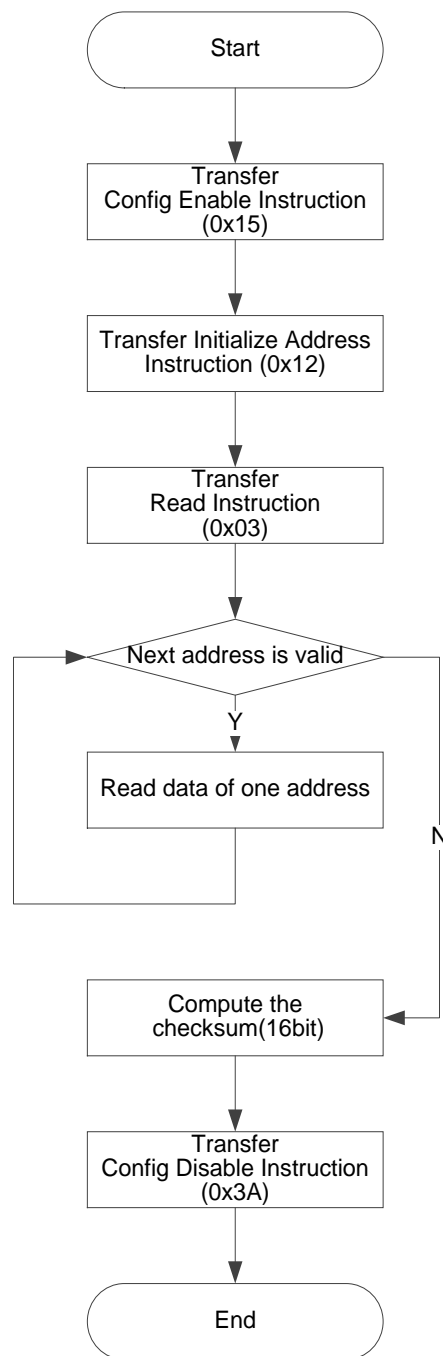 Start
Transfer
Config Enable Instruction
(0x15)
Transfer Initialize Address
Instruction (0x12)
Transfer
Read Instruction
(0x03)
Next address is valid
Y
Read data of one address
N
Compute the
checksum(16bit)
Transfer
Config Disable Instruction
(0x3A)
End